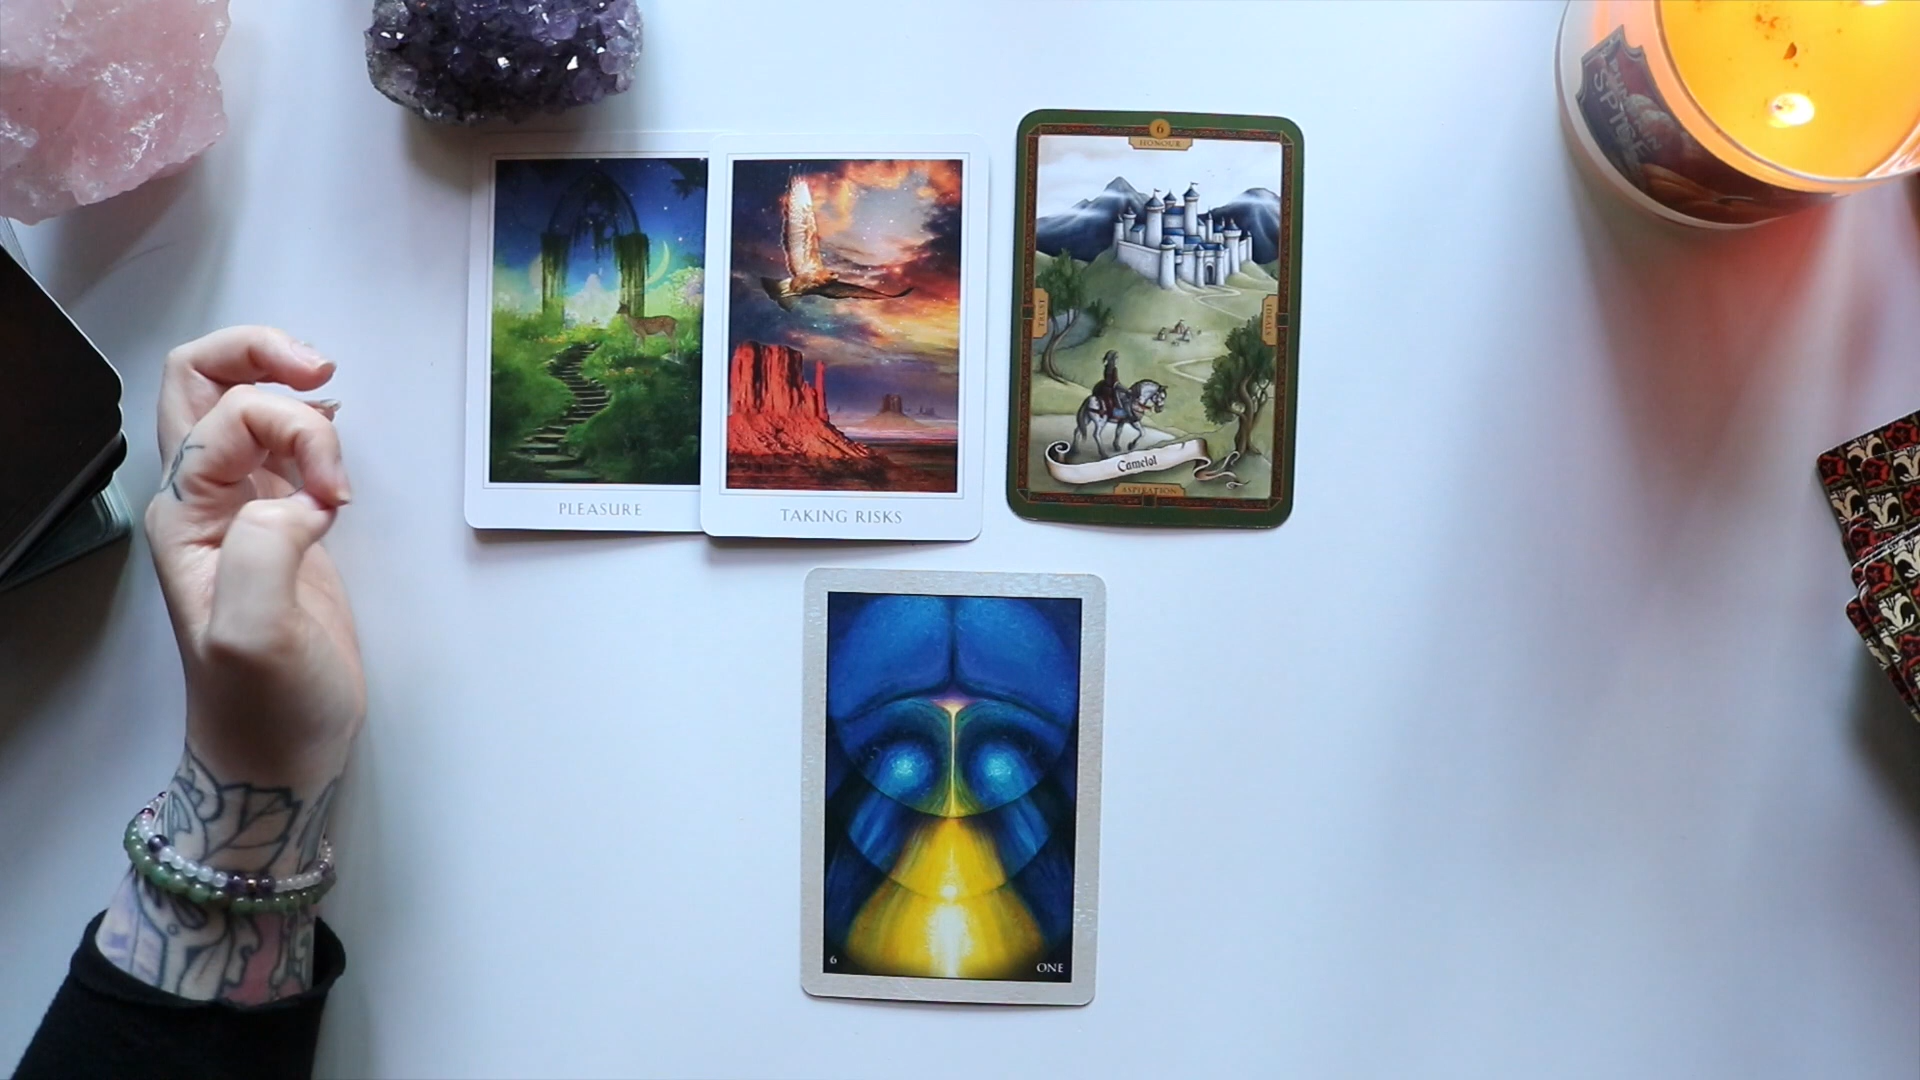 PLEASURE
TAKING RISKS
6
HONOUR
TRUST
IDEALS
Camelot
ASPIRATION
6
ONE